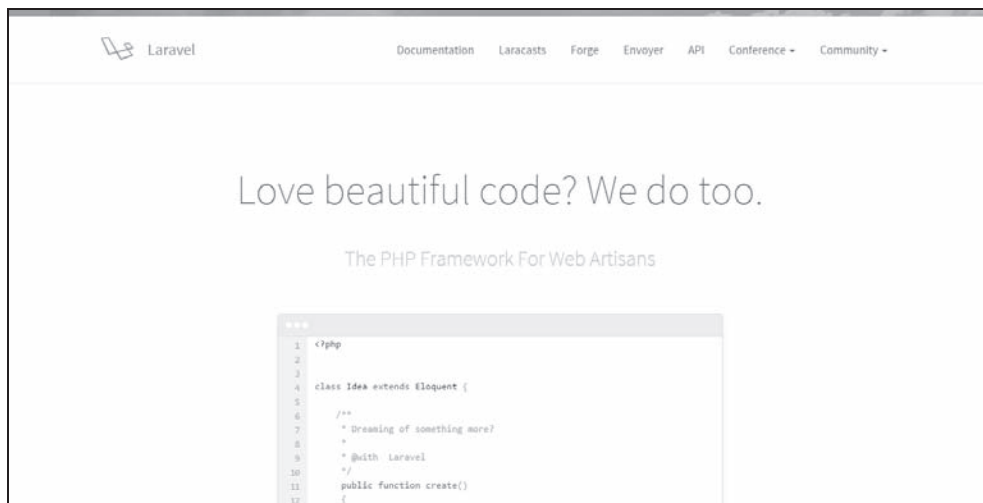 Laravel
Documentation Laracasts Forge Envoyer API Conference Community
Love beautiful code? We do too.
The PHP Framework For Web Artisans
1 <?php
2
3
4 class Idea extends Eloquent {
5
6 /**
7 * Dreaming of something more?
8 *
9 * @with Laravel
10 */
11 public function create()
12 {